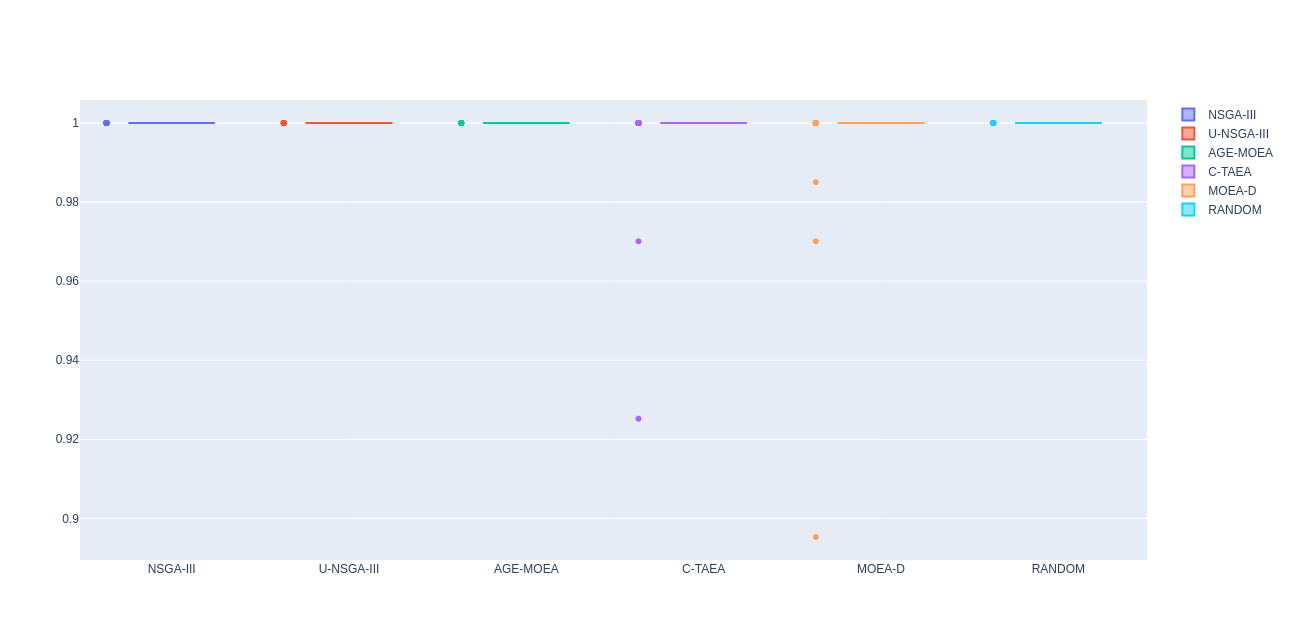 1
0.98
0.96
0.94
0.92
0.9
NSGA-III
U-NSGA-III
AGE-MOEA
C-TAEA
MOEA-D
RANDOM
NSGA-III
U-NSGA-III
AGE-MOEA
C-TAEA
MOEA-D
RANDOM